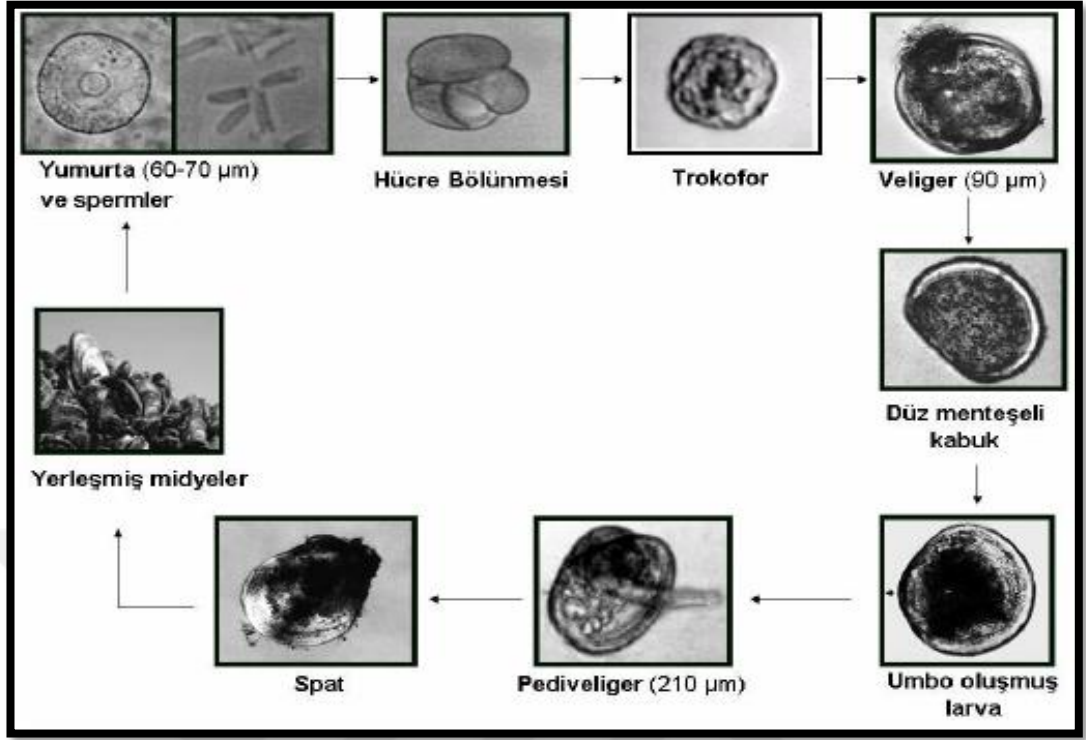 Yumurta (60-70 µm)
ve spermler
Hücre Bölünmesi
Trokofor
Veliger (90 µm)
Düz menteşeli
kabuk
Umbo oluşmuş
larva
Pediveliger (210 µm)
Spat
Yerleşmiş midyeler